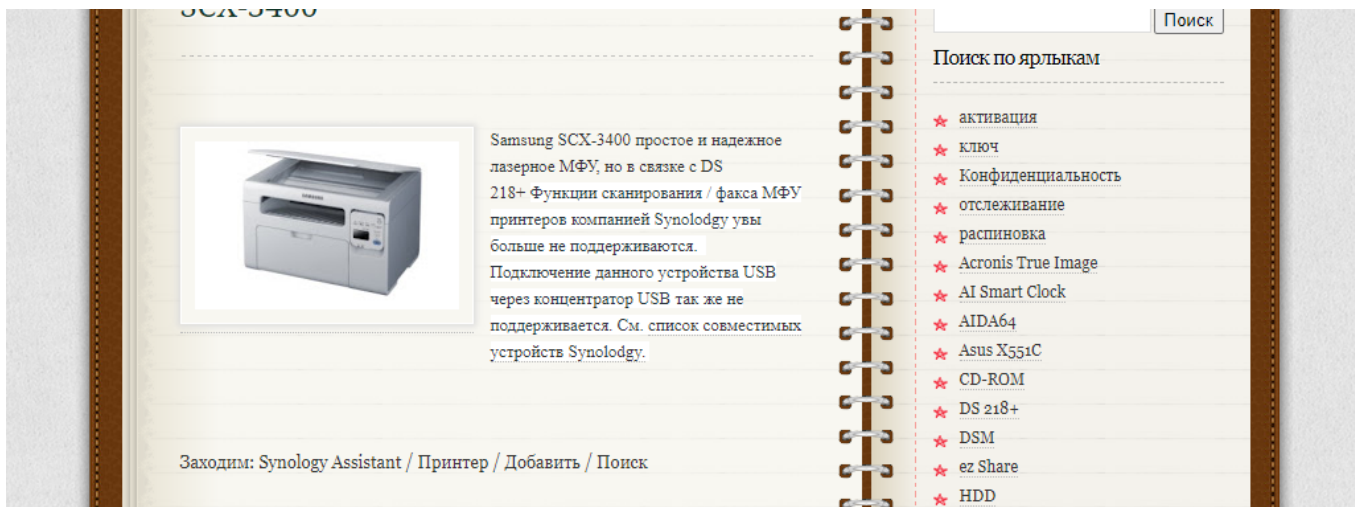 SCX-3400
Samsung SCX-3400 простое и надежное
лазерное МФУ, но в связке с DS
218+ Функции сканирования / факса МФУ
принтеров компанией Synolodgy увы
больше не поддерживаются.
Подключение данного устройства USB
через концентратор USB так же не
поддерживается. См. список совместимых
устройств Synolodgy.
Заходим: Synology Assistant / Принтер / Добавить / Поиск
Поиск
Поиск по ярлыкам
активация
ключ
Конфиденциальность
отслеживание
распиновка
Acronis True Image
AI Smart Clock
AIDA64
Asus X551C
CD-ROM
DS 218+
DSM
ez Share
HDD